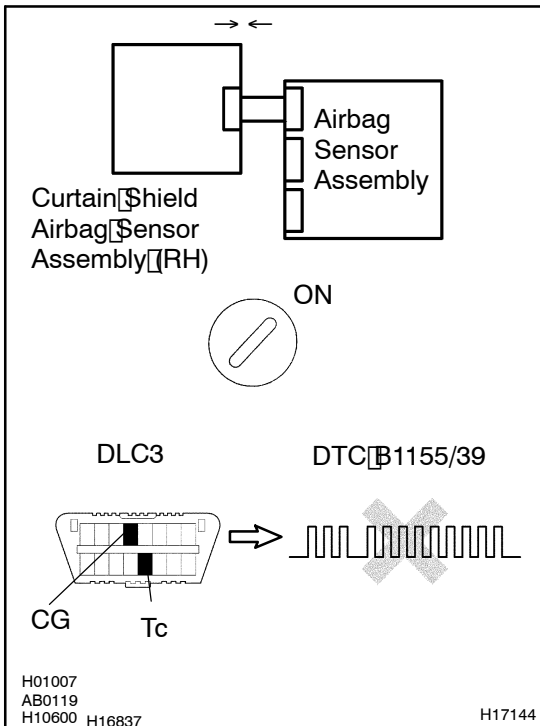 Airbag
Sensor
Assembly
Curtain Shield
Airbag Sensor
Assembly (RH)
ON
DLC3
DTC B1155/39
CG
Tc
H01007
AB0119
H10600 H16837
H17144